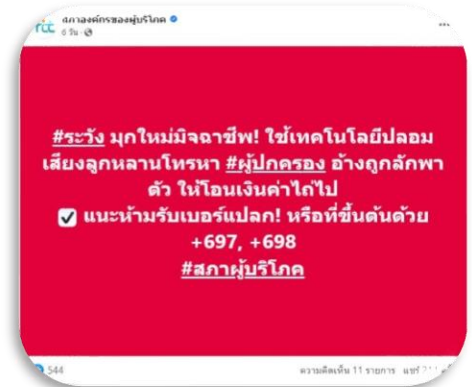 สภาองค์กรของผู้บริโภค
6 วัน ·
#ระวัง มุกใหม่มิจฉาชีพ! ใช้เทคโนโลยีปลอม
เสียงลูกหลานโทรหา #ผู้ปกครอง อ้างถูกลักพา
ตัว ให้โอนเงินค่าไถ่ไป
แนะห้ามรับเบอร์แปลก! หรือที่ขึ้นต้นด้วย
+697, +698
#สภาผู้บริโภค
544
ความคิดเห็น 11 รายการ แชร์